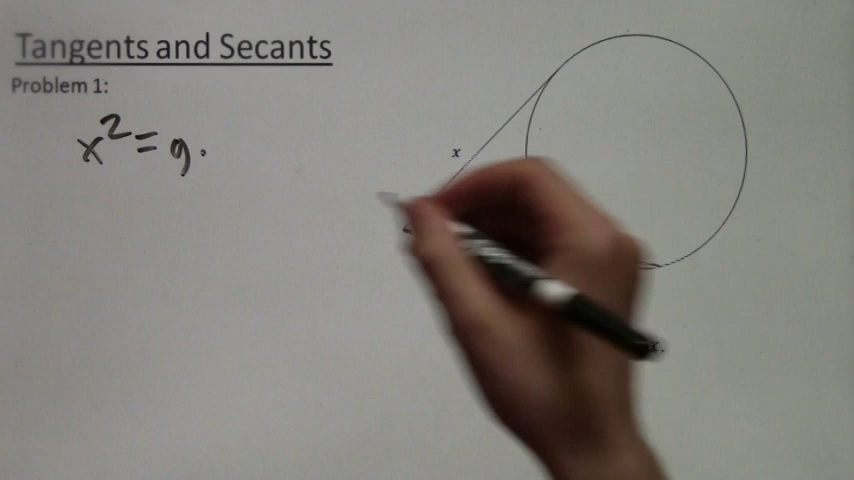 Tangents and Secants
Problem 1:
x² = 9.
x